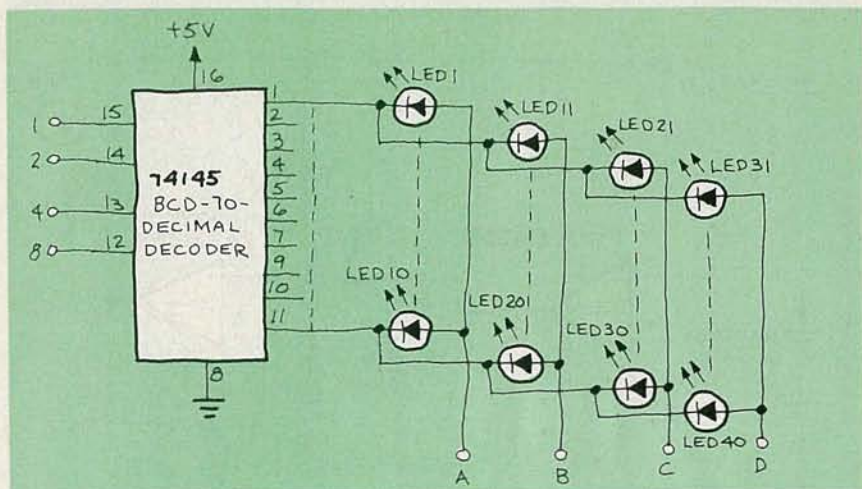 +5V
16
1 15
2 14
4 13
8 12
74145
BCD-TO-
DECIMAL
DECODER
1
2
3
4
5
6
7
9
10
11
8
LED1
LED11
LED21
LED31
LED10
LED20
LED30
LED40
A B C D